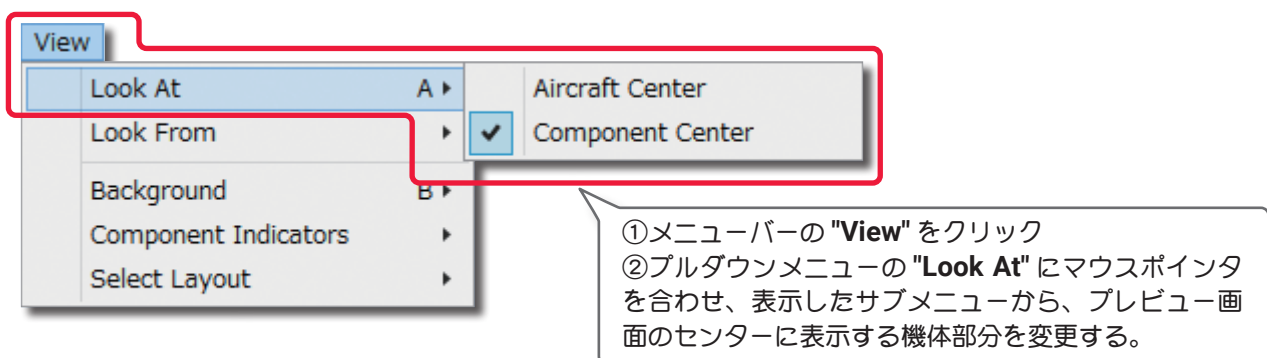 View
Look At A
Aircraft Center
Look From
Component Center
Background B
Component Indicators
Select Layout
①メニューバーの "View" をクリック
②プルダウンメニューの "Look At" にマウスポインタ
を合わせ、表示したサブメニューから、プレビュー画
面のセンターに表示する機体部分を変更する。